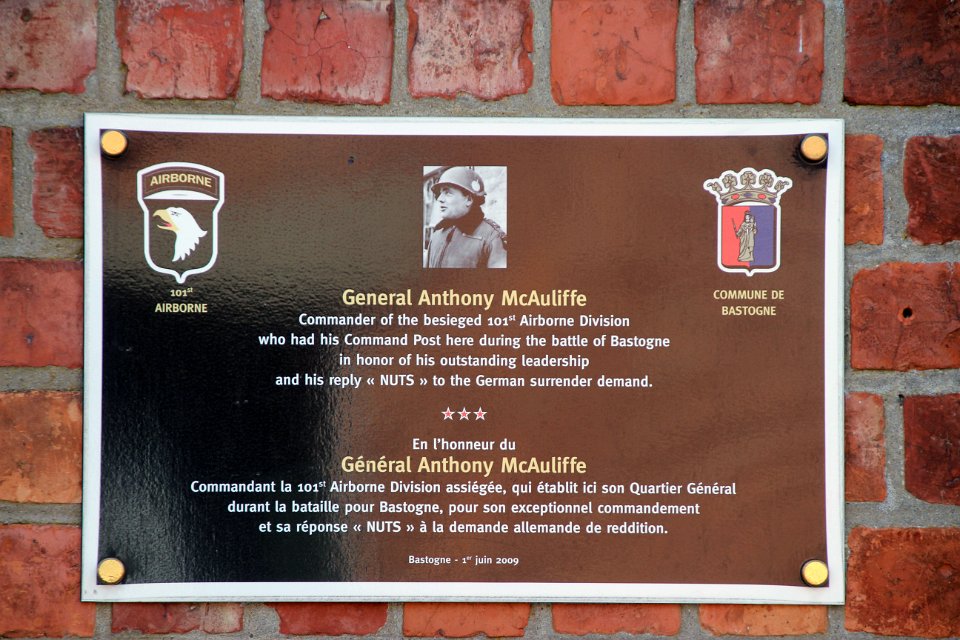 AIRBORNE
101st
AIRBORNE
COMMUNE DE
BASTOGNE
General Anthony McAuliffe
Commander of the besieged 101st Airborne Division
who had his Command Post here during the battle of Bastogne
in honor of his outstanding leadership
and his reply « NUTS » to the German surrender demand.
En l'honneur du
Général Anthony McAuliffe
Commandant la 101st Airborne Division assiégée, qui établit ici son Quartier Général
durant la bataille pour Bastogne, pour son exceptionnel commandement
et sa réponse « NUTS » à la demande allemande de reddition.
Bastogne - 1er juin 2009